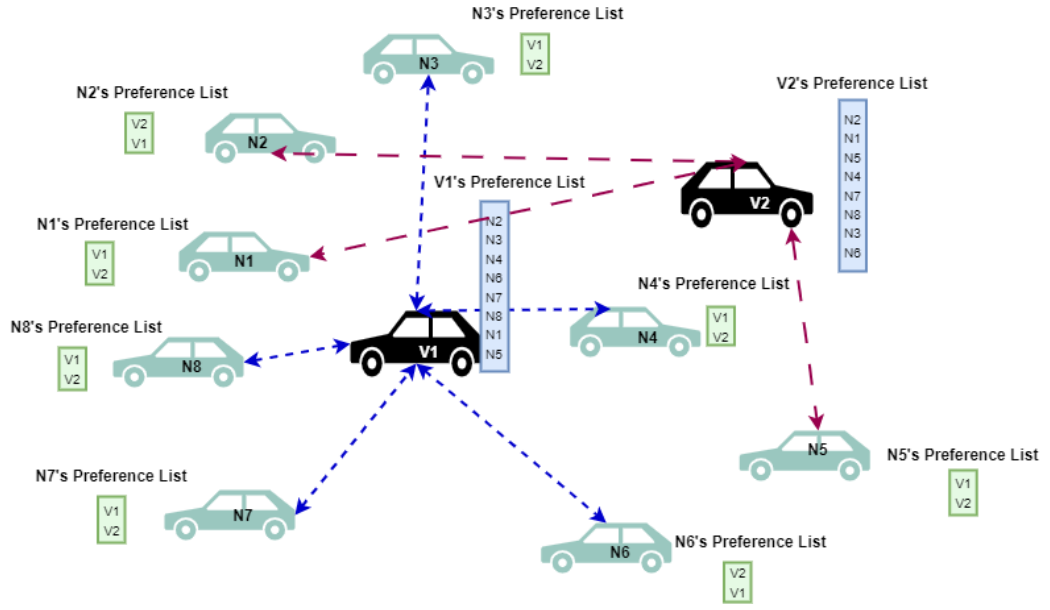 N3's Preference List
V1
V2
N3
N2's Preference List
V2
V1
N2
V2's Preference List
N2
N1
N5
N4
N7
N8
N3
N6
V2
V1's Preference List
N2
N3
N4
N6
N7
N8
N1
N5
N1's Preference List
V1
V2
N1
N4's Preference List
V1
V2
N4
N8's Preference List
V1
V2
N8
V1
N5
N5's Preference List
V1
V2
N7's Preference List
V1
V2
N7
N6
N6's Preference List
V2
V1